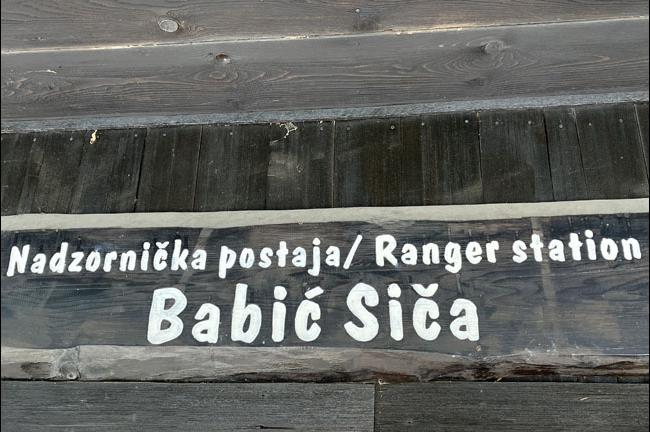 Nadzornička postaja/ Ranger station
Babić Siča